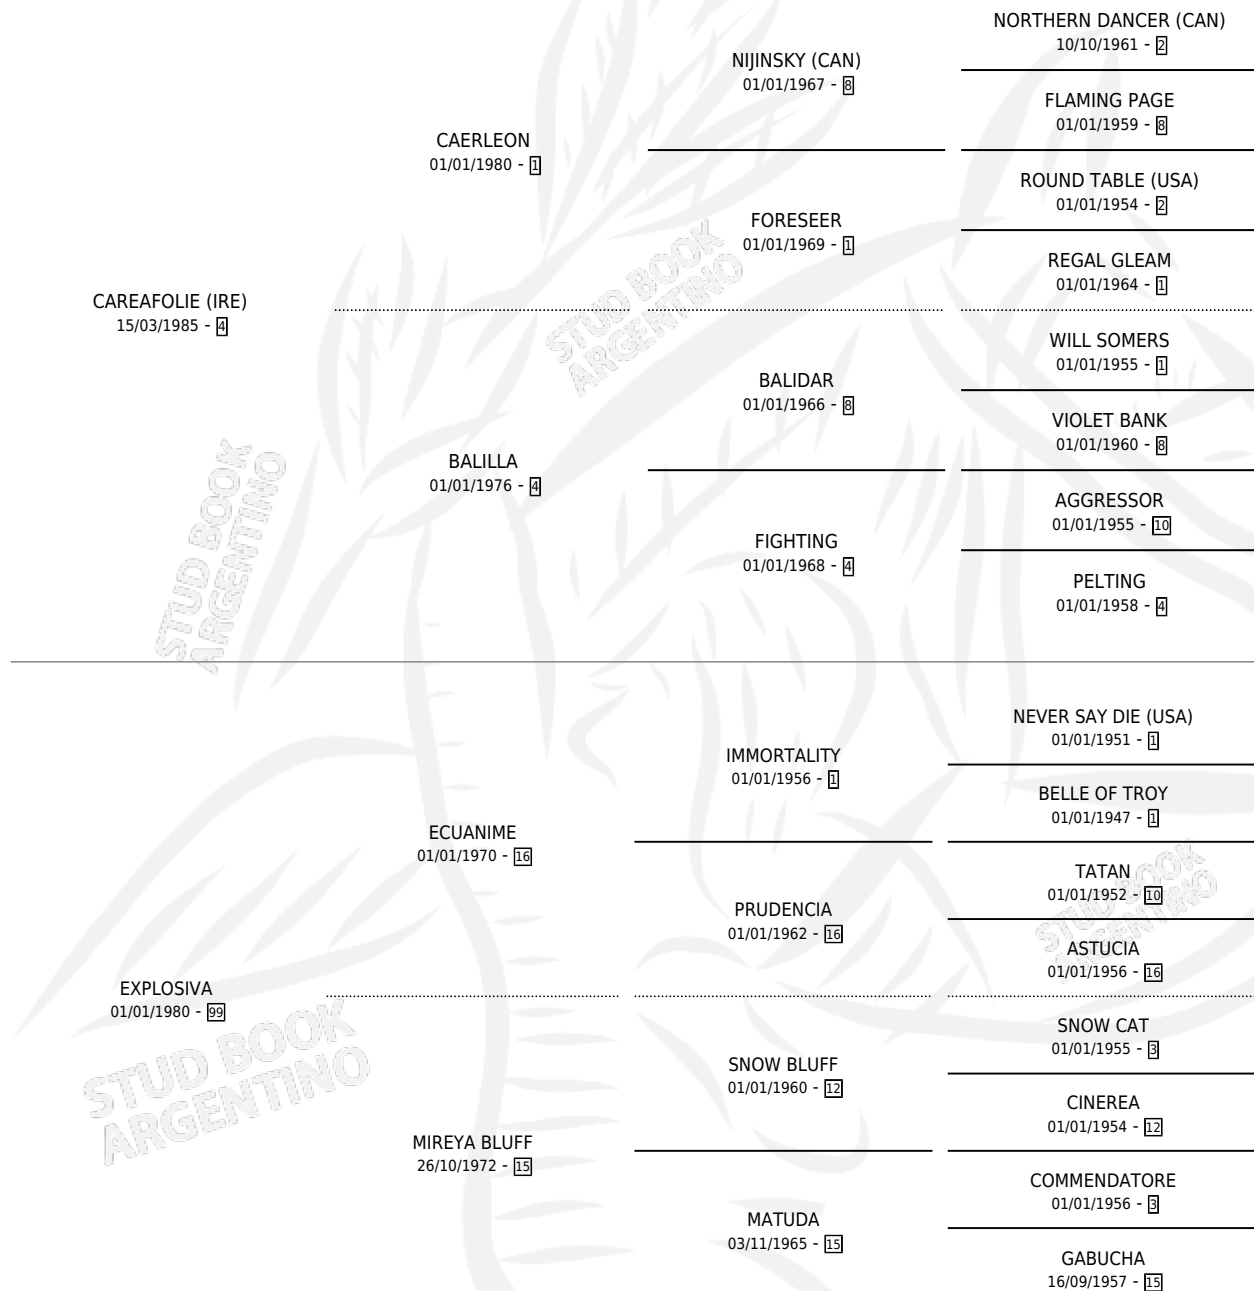 NORTHERN DANCER (CAN)
10/10/1961 - 2
NIJINSKY (CAN)
01/01/1967 - 8
FLAMING PAGE
01/01/1959 - 8
CAERLEON
01/01/1980 - 1
ROUND TABLE (USA)
01/01/1954 - 2
FORESEER
01/01/1969 - 1
REGAL GLEAM
01/01/1964 - 1
CAREAFOLIE (IRE)
15/03/1985 - 4
WILL SOMERS
01/01/1955 - 1
BALIDAR
01/01/1966 - 8
VIOLET BANK
01/01/1960 - 8
BALILLA
01/01/1976 - 4
AGGRESSOR
01/01/1955 - 10
FIGHTING
01/01/1968 - 4
PELTING
01/01/1958 - 4
NEVER SAY DIE (USA)
01/01/1951 - 1
IMMORTALITY
01/01/1956 - 1
BELLE OF TROY
01/01/1947 - 1
ECUANIME
01/01/1970 - 16
TATAN
01/01/1952 - 10
PRUDENCIA
01/01/1962 - 16
ASTUCIA
01/01/1956 - 16
EXPLOSIVA
01/01/1980 - 99
SNOW CAT
01/01/1955 - 3
SNOW BLUFF
01/01/1960 - 12
CINEREA
01/01/1954 - 12
MIREYA BLUFF
26/10/1972 - 15
COMMENDATORE
01/01/1956 - 3
MATUDA
03/11/1965 - 15
GABUCHA
16/09/1957 - 15
STUD BOOK
ARGENTINO
STUD BOOK
ARGENTINO
STUD BOOK
ARGENTINO
STUD BOOK
ARGENTINO